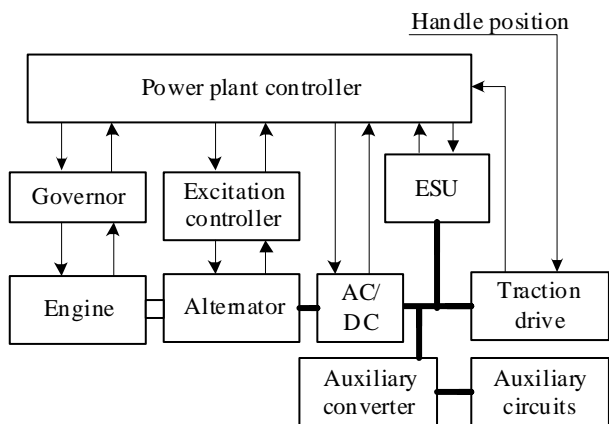 Handle position
Power plant controller
Governor
Excitation
controller
ESU
Engine
Alternator
AC/
DC
Traction
drive
Auxiliary
converter
Auxiliary
circuits